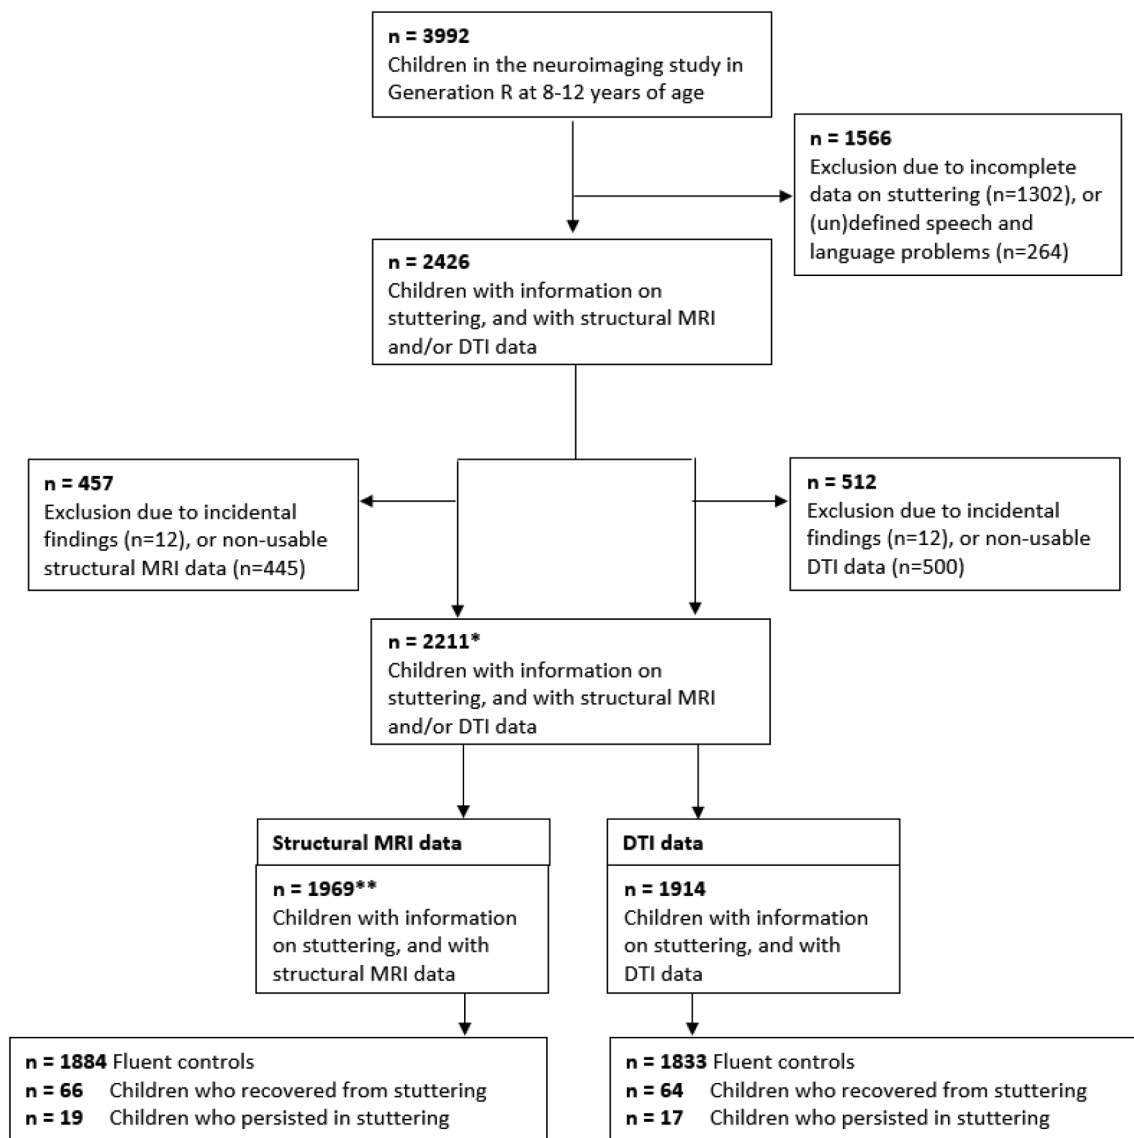 n = 3992
Children in the neuroimaging study in
Generation R at 8-12 years of age
n = 1566
Exclusion due to incomplete
data on stuttering (n=1302), or
(un)defined speech and
language problems (n=264)
n = 2426
Children with information on
stuttering, and with structural MRI
and/or DTI data
n = 457
Exclusion due to incidental
findings (n=12), or non-usable
structural MRI data (n=445)
n = 512
Exclusion due to incidental
findings (n=12), or non-usable
DTI data (n=500)
n = 2211*
Children with information on
stuttering, and with structural MRI
and/or DTI data
Structural MRI data
n = 1969**
Children with information
on stuttering, and with
structural MRI data
DTI data
n = 1914
Children with information
on stuttering, and with
DTI data
n = 1884 Fluent controls
n = 66 Children who recovered from stuttering
n = 19 Children who persisted in stuttering
n = 1833 Fluent controls
n = 64 Children who recovered from stuttering
n = 17 Children who persisted in stuttering